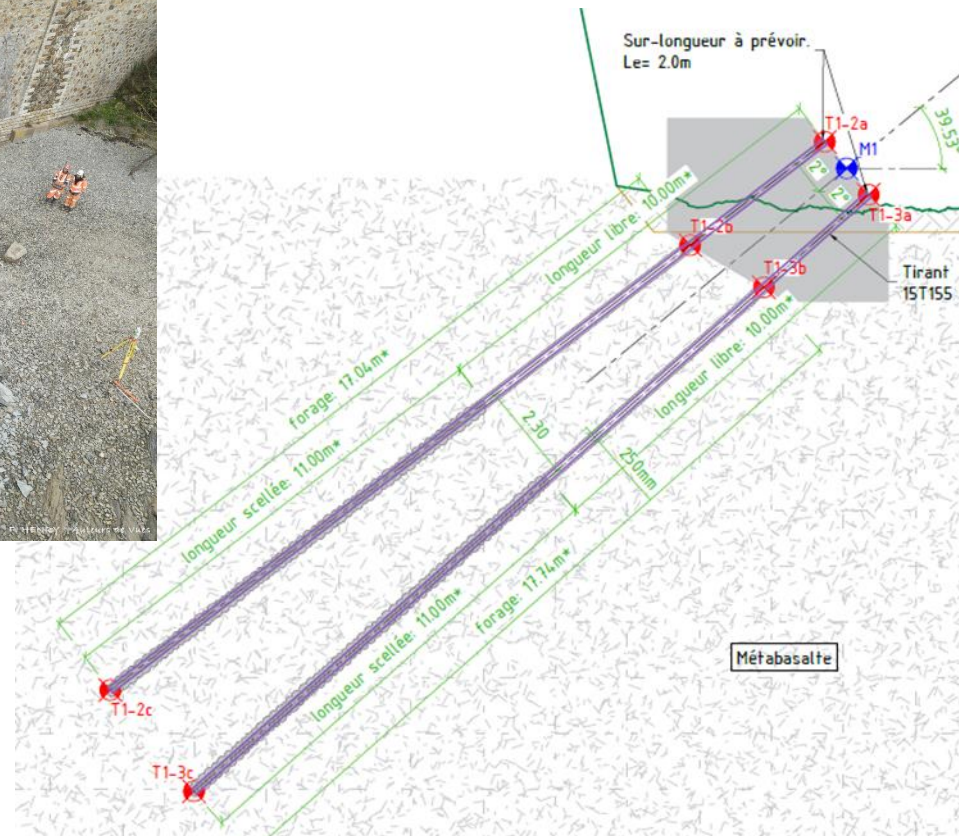 Sur-longueur à prévoir.
Le= 2.0m
T1-2a
M1
39.53°
2°
2°
T1-3a
T1-2b
T1-3b
Tirant
15T155
longueur libre: 10.00m*
longueur libre: 10.00m*
forage: 17.04m*
2.30
250mm
longueur scellée: 11.00m*
longueur scellée: 11.00m*
forage: 17.74m*
Métabasalte
T1-2c
T1-3c